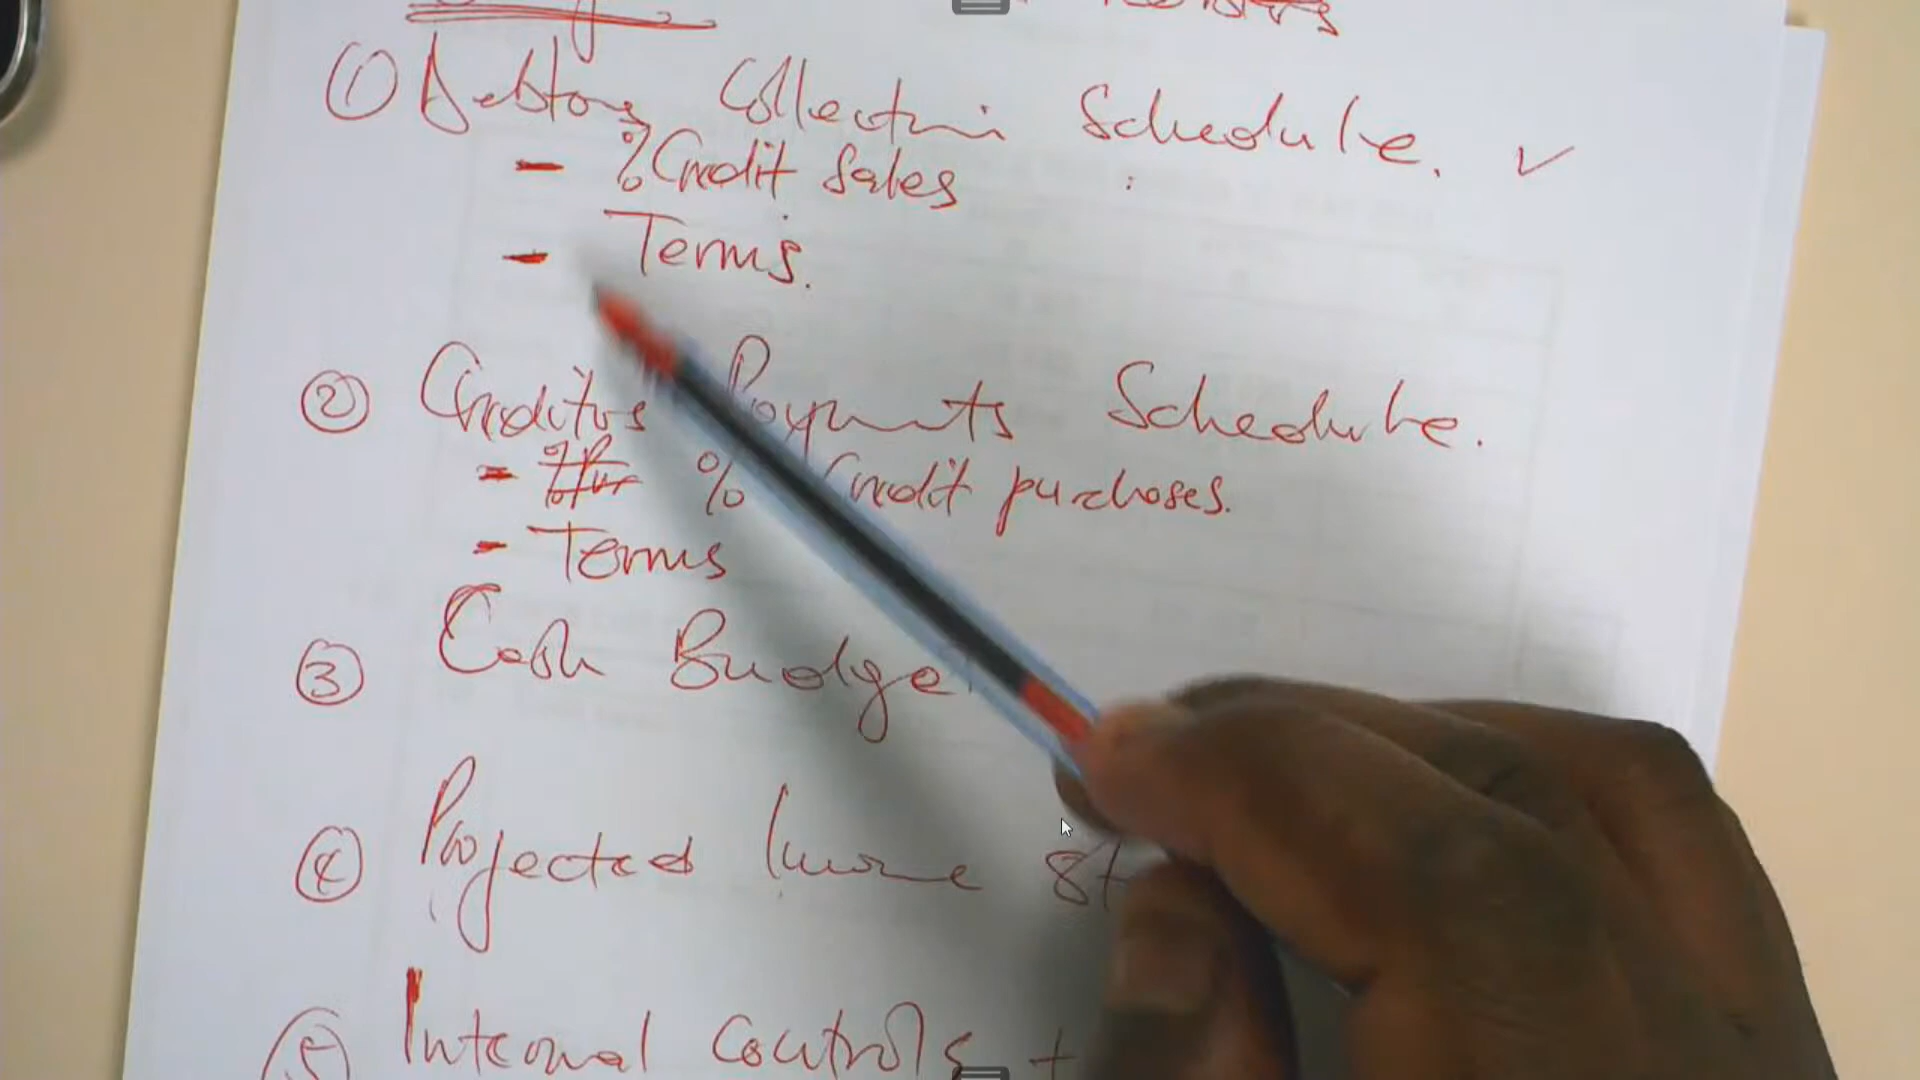 ① Debtors Collection Schedule. ✓
- % Credit Sales
- Terms.
② Creditors Payments Schedule.
- % Credit purchases.
- Terms
③ Cash Budge
④ Projected Income St
⑤ Internal Controls +